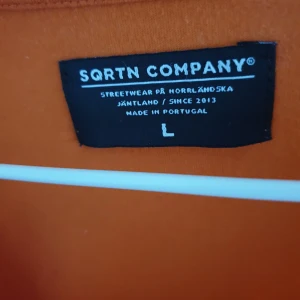 SQRTN COMPANY®
STREETWEAR PÅ NORRLÄNDSKA
JÄMTLAND / SINCE 2013
MADE IN PORTUGAL
L